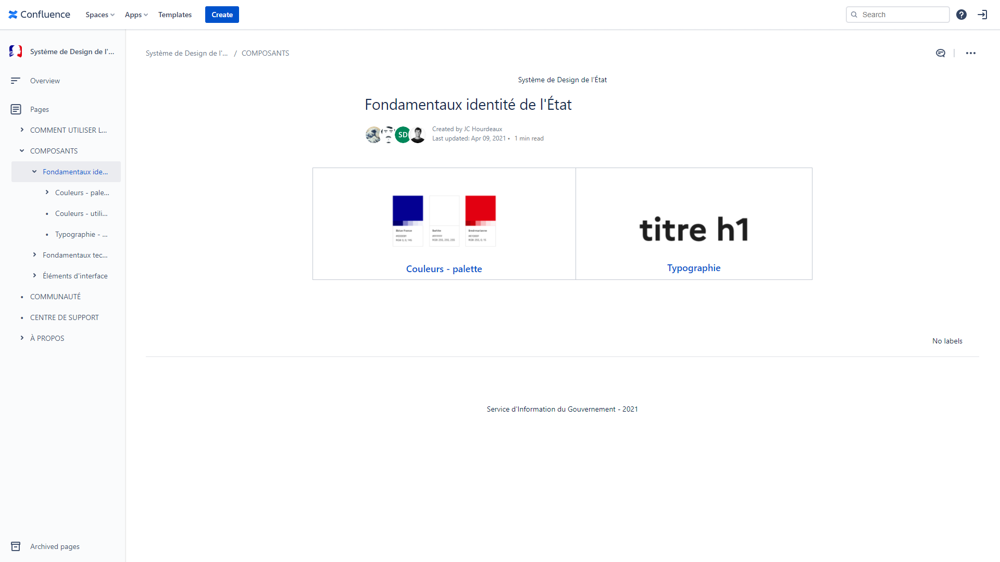 Confluence
Spaces
Apps
Templates
Create
Search
Système de Design de l'...
Overview
Pages
COMMENT UTILISER L...
COMPOSANTS
Fondamentaux ide...
Couleurs - pale...
Couleurs - utili...
Typographie - ...
Fondamentaux tec...
Éléments d'interface
COMMUNAUTÉ
CENTRE DE SUPPORT
À PROPOS
Archived pages
Système de Design de l'... / COMPOSANTS
Système de Design de l'État
Fondamentaux identité de l'État
SD
Created by JC Hourdeaux
Last updated: Apr 09, 2021 • 1 min read
Couleurs - palette
titre h1
Typographie
No labels
Service d'Information du Gouvernement - 2021